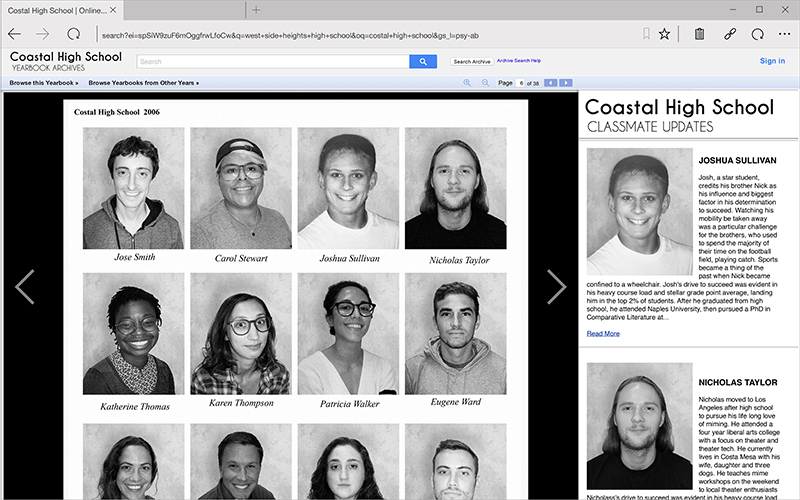 Coastal High School | Online...
search?ei=spSiW9zuF6mOggfrwLfoCw&q=west+side+heights+high+school&oq=costal+high+school&gs_l=psy-ab
Coastal High School
YEARBOOK ARCHIVES
Search
Search Archive
Archive Search Help
Sign in
Browse this Yearbook »
Browse Yearbooks from Other Years »
Page 6 of 38
Costal High School 2006
Jose Smith
Carol Stewart
Joshua Sullivan
Nicholas Taylor
Katherine Thomas
Karen Thompson
Patricia Walker
Eugene Ward
Coastal High School
CLASSMATE UPDATES
JOSHUA SULLIVAN
Josh, a star student,
credits his brother Nick as
his influence and biggest
factor in his determination
to succeed. Watching his
mobility be taken away
was a particular challenge
for the brothers, who used
to spend the majority of
their time on the football
field, playing catch. Sports
became a thing of the
past when Nick became
confined to a wheelchair. Josh's drive to succeed was evident in
his heavy course load and stellar grade point average, landing
him in the top 2% of students. After he graduated from high
school, he attended Naples University, then pursued a PhD in
Comparative Literature at...
Read More
NICHOLAS TAYLOR
Nicholas moved to Los
Angeles after high school
to pursue his life long love
of miming. He attended a
four year liberal arts college
with a focus on theater and
theater tech. He currently
lives in Costa Mesa with his
wife, daughter and three
dogs. He teaches mime
workshops on the weekend
to local theater enthusiasts
Nicholas's drive to succeed was evident in his heavy course load